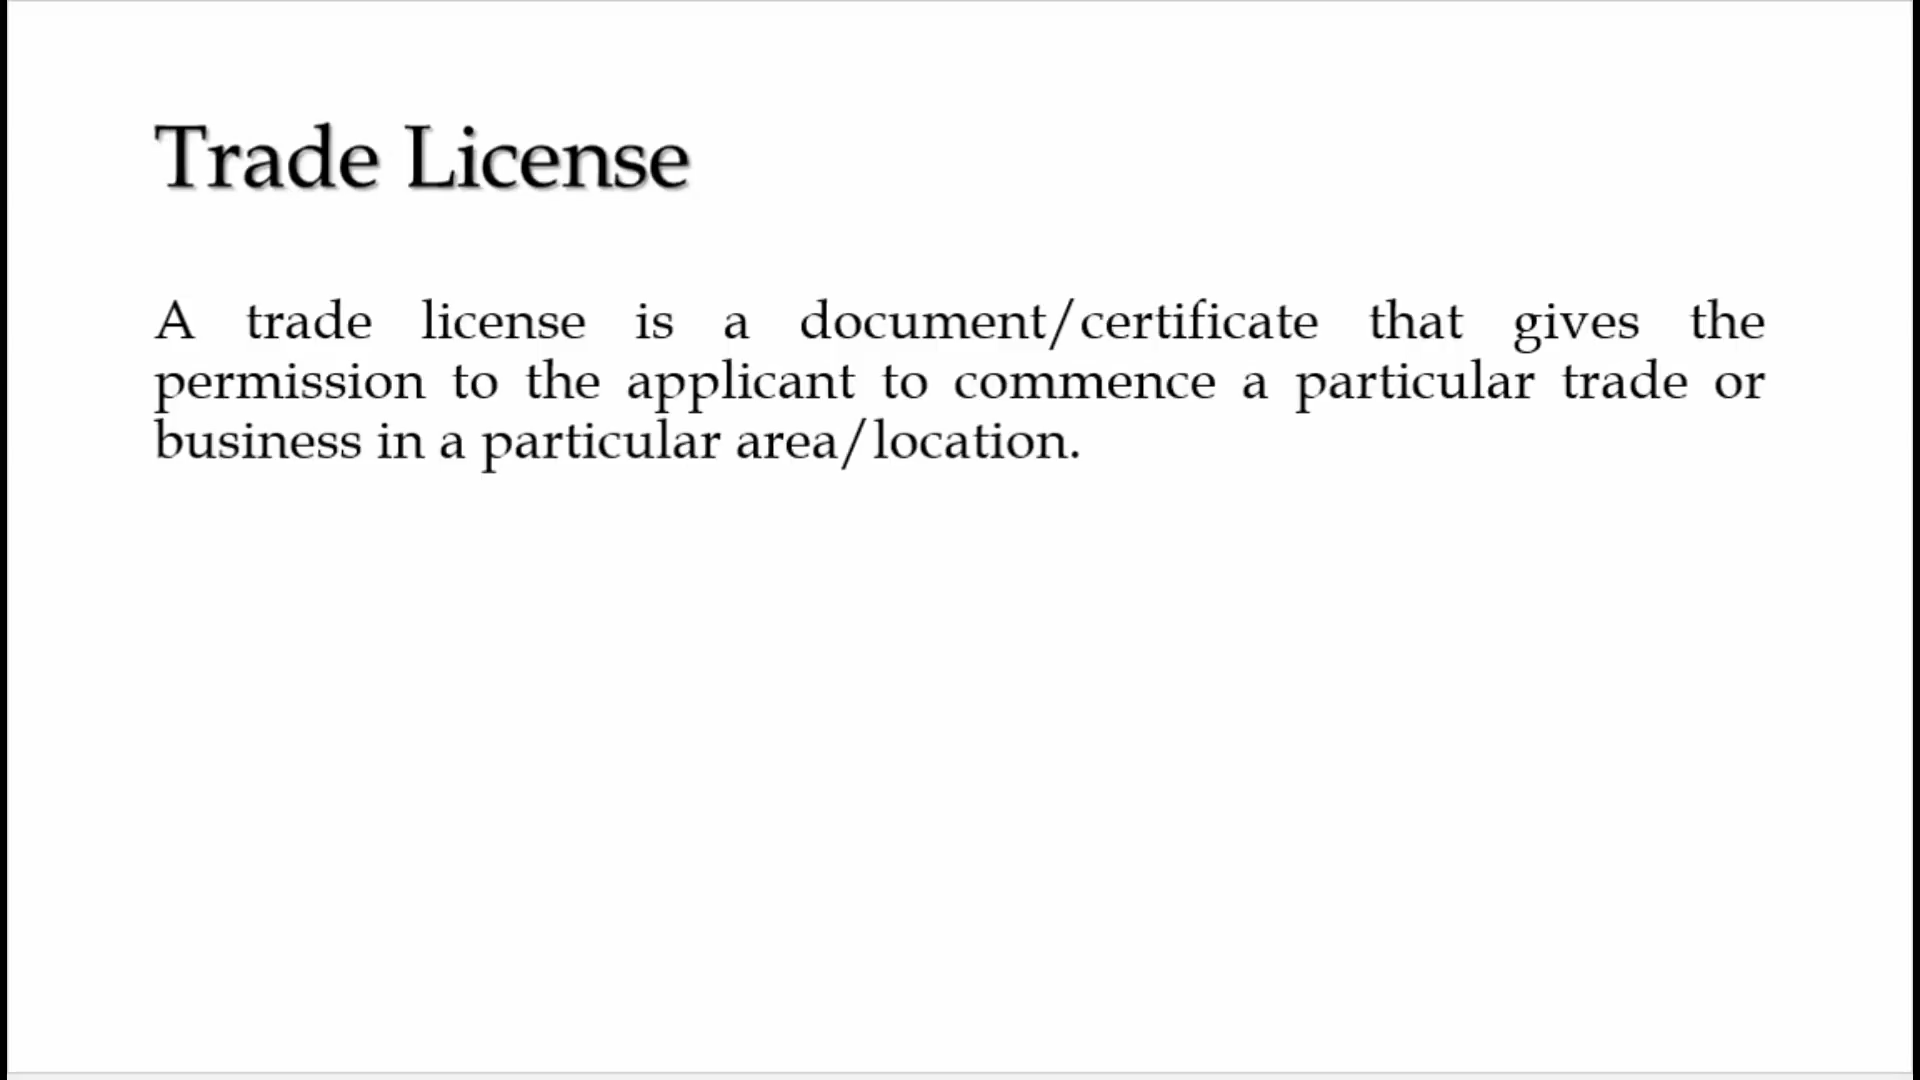 Trade License
A trade license is a document/certificate that gives the
permission to the applicant to commence a particular trade or
business in a particular area/location.